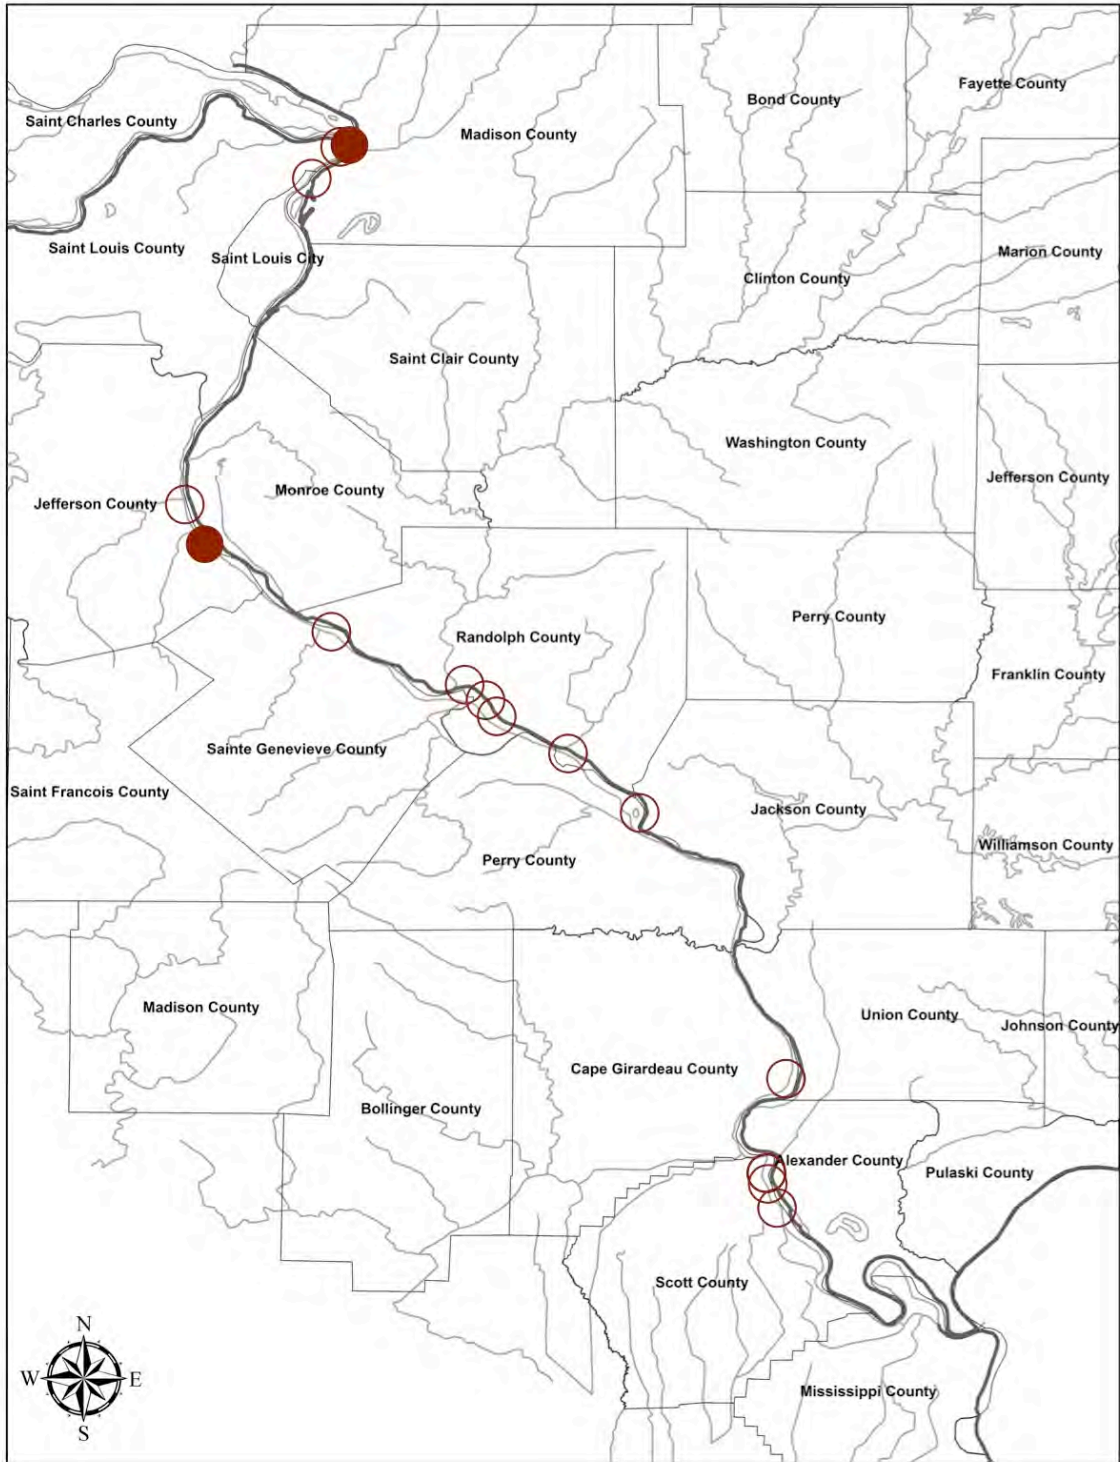 Fayette County
Bond County
Saint Charles County
Madison County
Saint Louis County
Saint Louis City
Marion County
Clinton County
Saint Clair County
Washington County
Jefferson County
Monroe County
Jefferson County
Perry County
Randolph County
Franklin County
Sainte Genevieve County
Saint Francois County
Jackson County
Williamson County
Perry County
Madison County
Union County
Johnson County
Cape Girardeau County
Bollinger County
Alexander County
Pulaski County
Scott County
N
W
E
Mississippi County
S